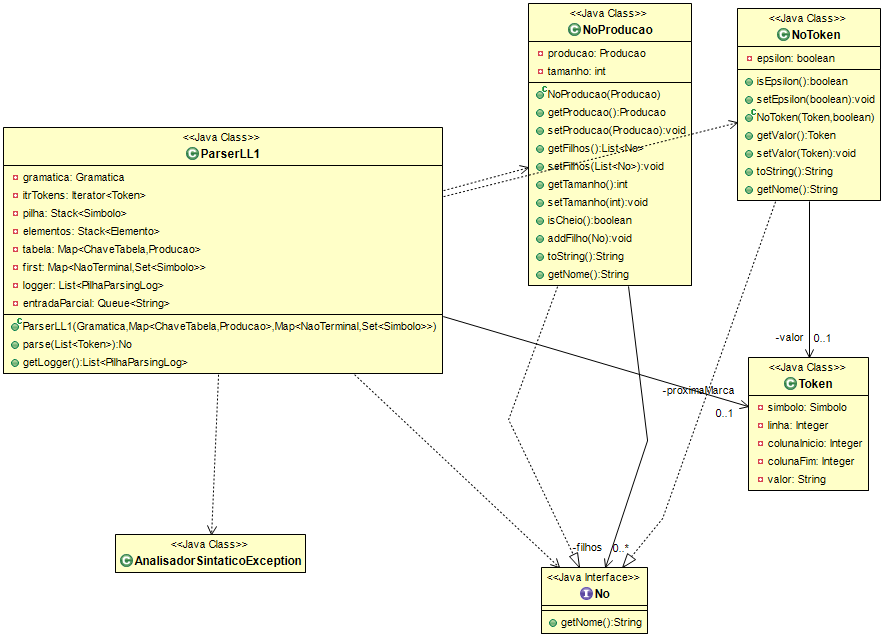 <<Java Class>>
NoProducao
producao: Producao
tamanho: int
NoProducao(Producao)
getProducao():Producao
setProducao(Producao):void
getFilhos():List<No>
setFilhos(List<No>):void
getTamanho():int
setTamanho(int):void
isCheio():boolean
addFilho(No):void
toString():String
getNome():String
<<Java Class>>
NoToken
epsilon: boolean
isEpsilon():boolean
setEpsilon(boolean):void
NoToken(Token,boolean)
getValor():Token
setValor(Token):void
toString():String
getNome():String
<<Java Class>>
ParserLL1
gramatica: Gramatica
itrTokens: Iterator<Token>
pilha: Stack<Simbolo>
elementos: Stack<Elemento>
tabela: Map<ChaveTabela,Producao>
first: Map<NaoTerminal,Set<Simbolo>>
logger: List<PilhaParsingLog>
entradaParcial: Queue<String>
ParserLL1(Gramatica,Map<ChaveTabela,Producao>,Map<NaoTerminal,Set<Simbolo>>)
parse(List<Token>):No
getLogger():List<PilhaParsingLog>
-valor 0..1
-proximaMarca
0..1
<<Java Class>>
Token
simbolo: Simbolo
linha: Integer
colunaInicio: Integer
colunaFim: Integer
valor: String
<<Java Class>>
AnalisadorSintaticoException
-filhos 0..*
<<Java Interface>>
No
getNome():String